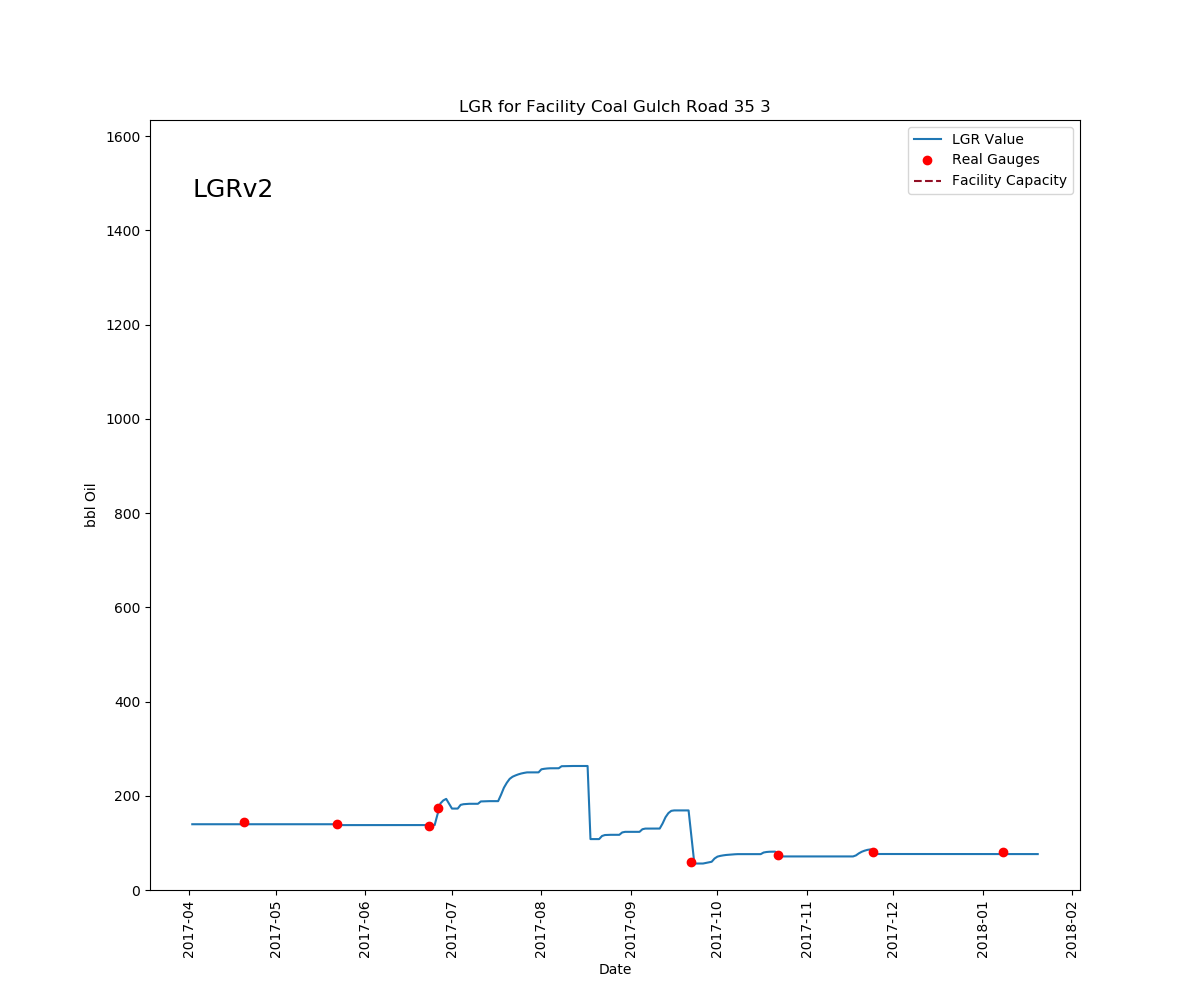 LGR for Facility Coal Gulch Road 35 3
1600
1400
1200
1000
800
600
400
200
0
bbl Oil
LGRv2
LGR Value
Real Gauges
Facility Capacity
2017-04
2017-05
2017-06
2017-07
2017-08
2017-09
2017-10
2017-11
2017-12
2018-01
2018-02
Date